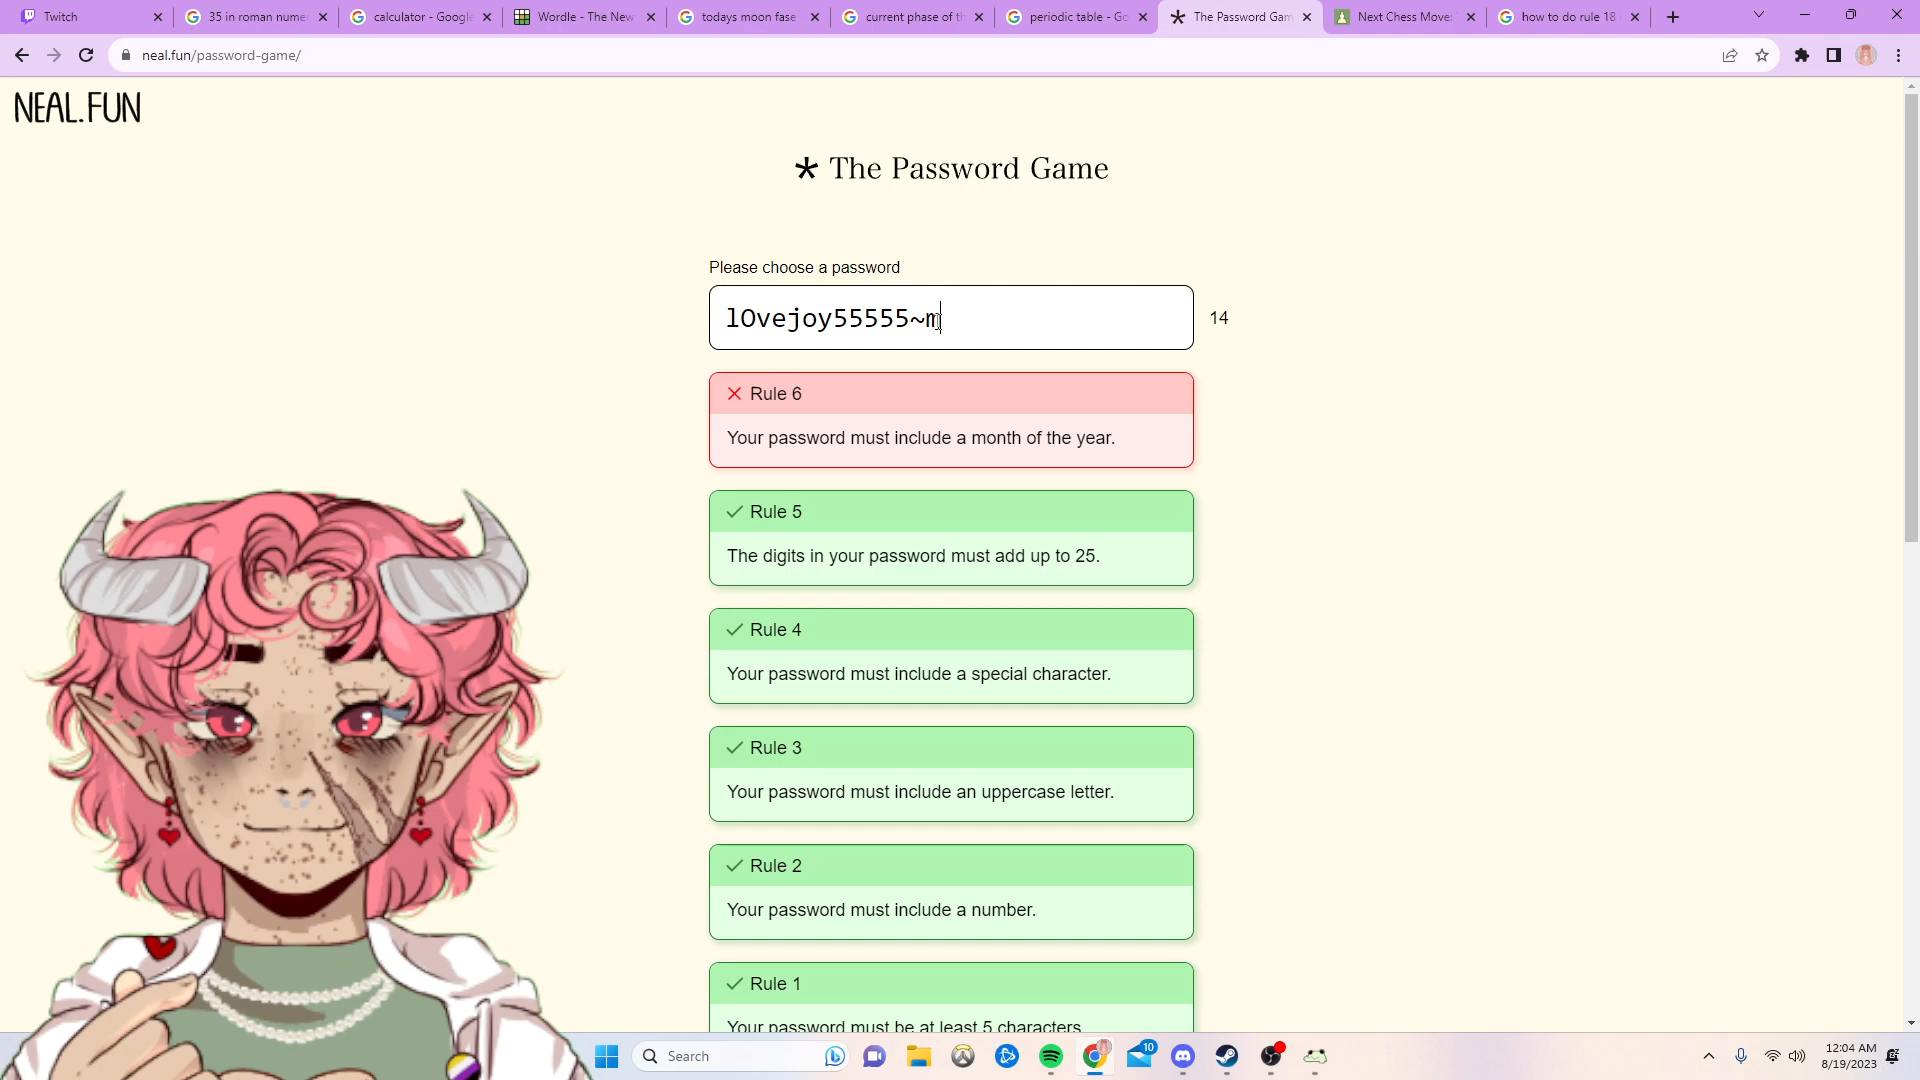 Twitch
35 in roman nume
calculator - Google
Wordle - The New
todays moon fase
current phase of th
periodic table - Go
The Password Gam
Next Chess Move:
how to do rule 18
neal.fun/password-game/
NEAL.FUN
* The Password Game
Please choose a password
lOvejoy55555~m
14
Rule 6
Your password must include a month of the year.
Rule 5
The digits in your password must add up to 25.
Rule 4
Your password must include a special character.
Rule 3
Your password must include an uppercase letter.
Rule 2
Your password must include a number.
Rule 1
Your password must be at least 5 characters
Search
10
12:04 AM
8/19/2023